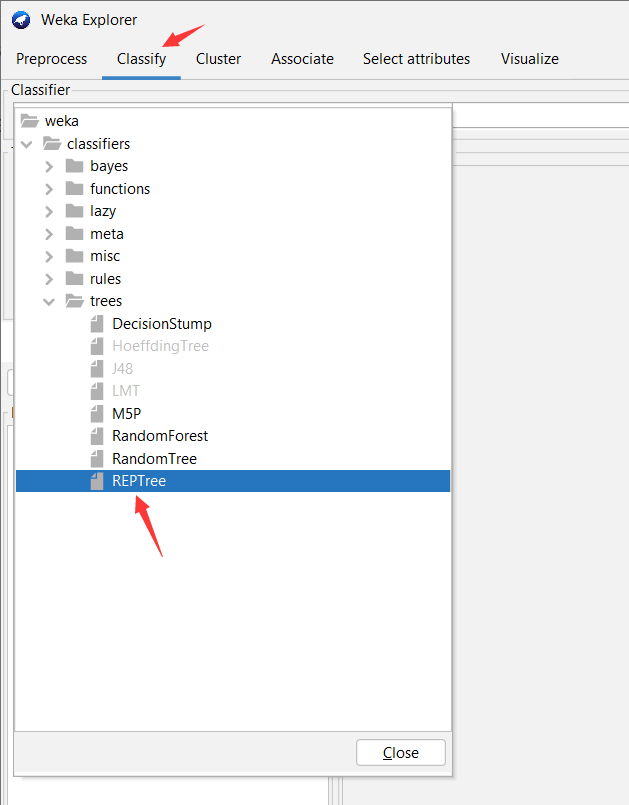 Weka Explorer
Preprocess Classify Cluster Associate Select attributes Visualize
Classifier
weka
classifiers
bayes
functions
lazy
meta
misc
rules
trees
DecisionStump
HoeffdingTree
J48
LMT
M5P
RandomForest
RandomTree
REPTree
Close